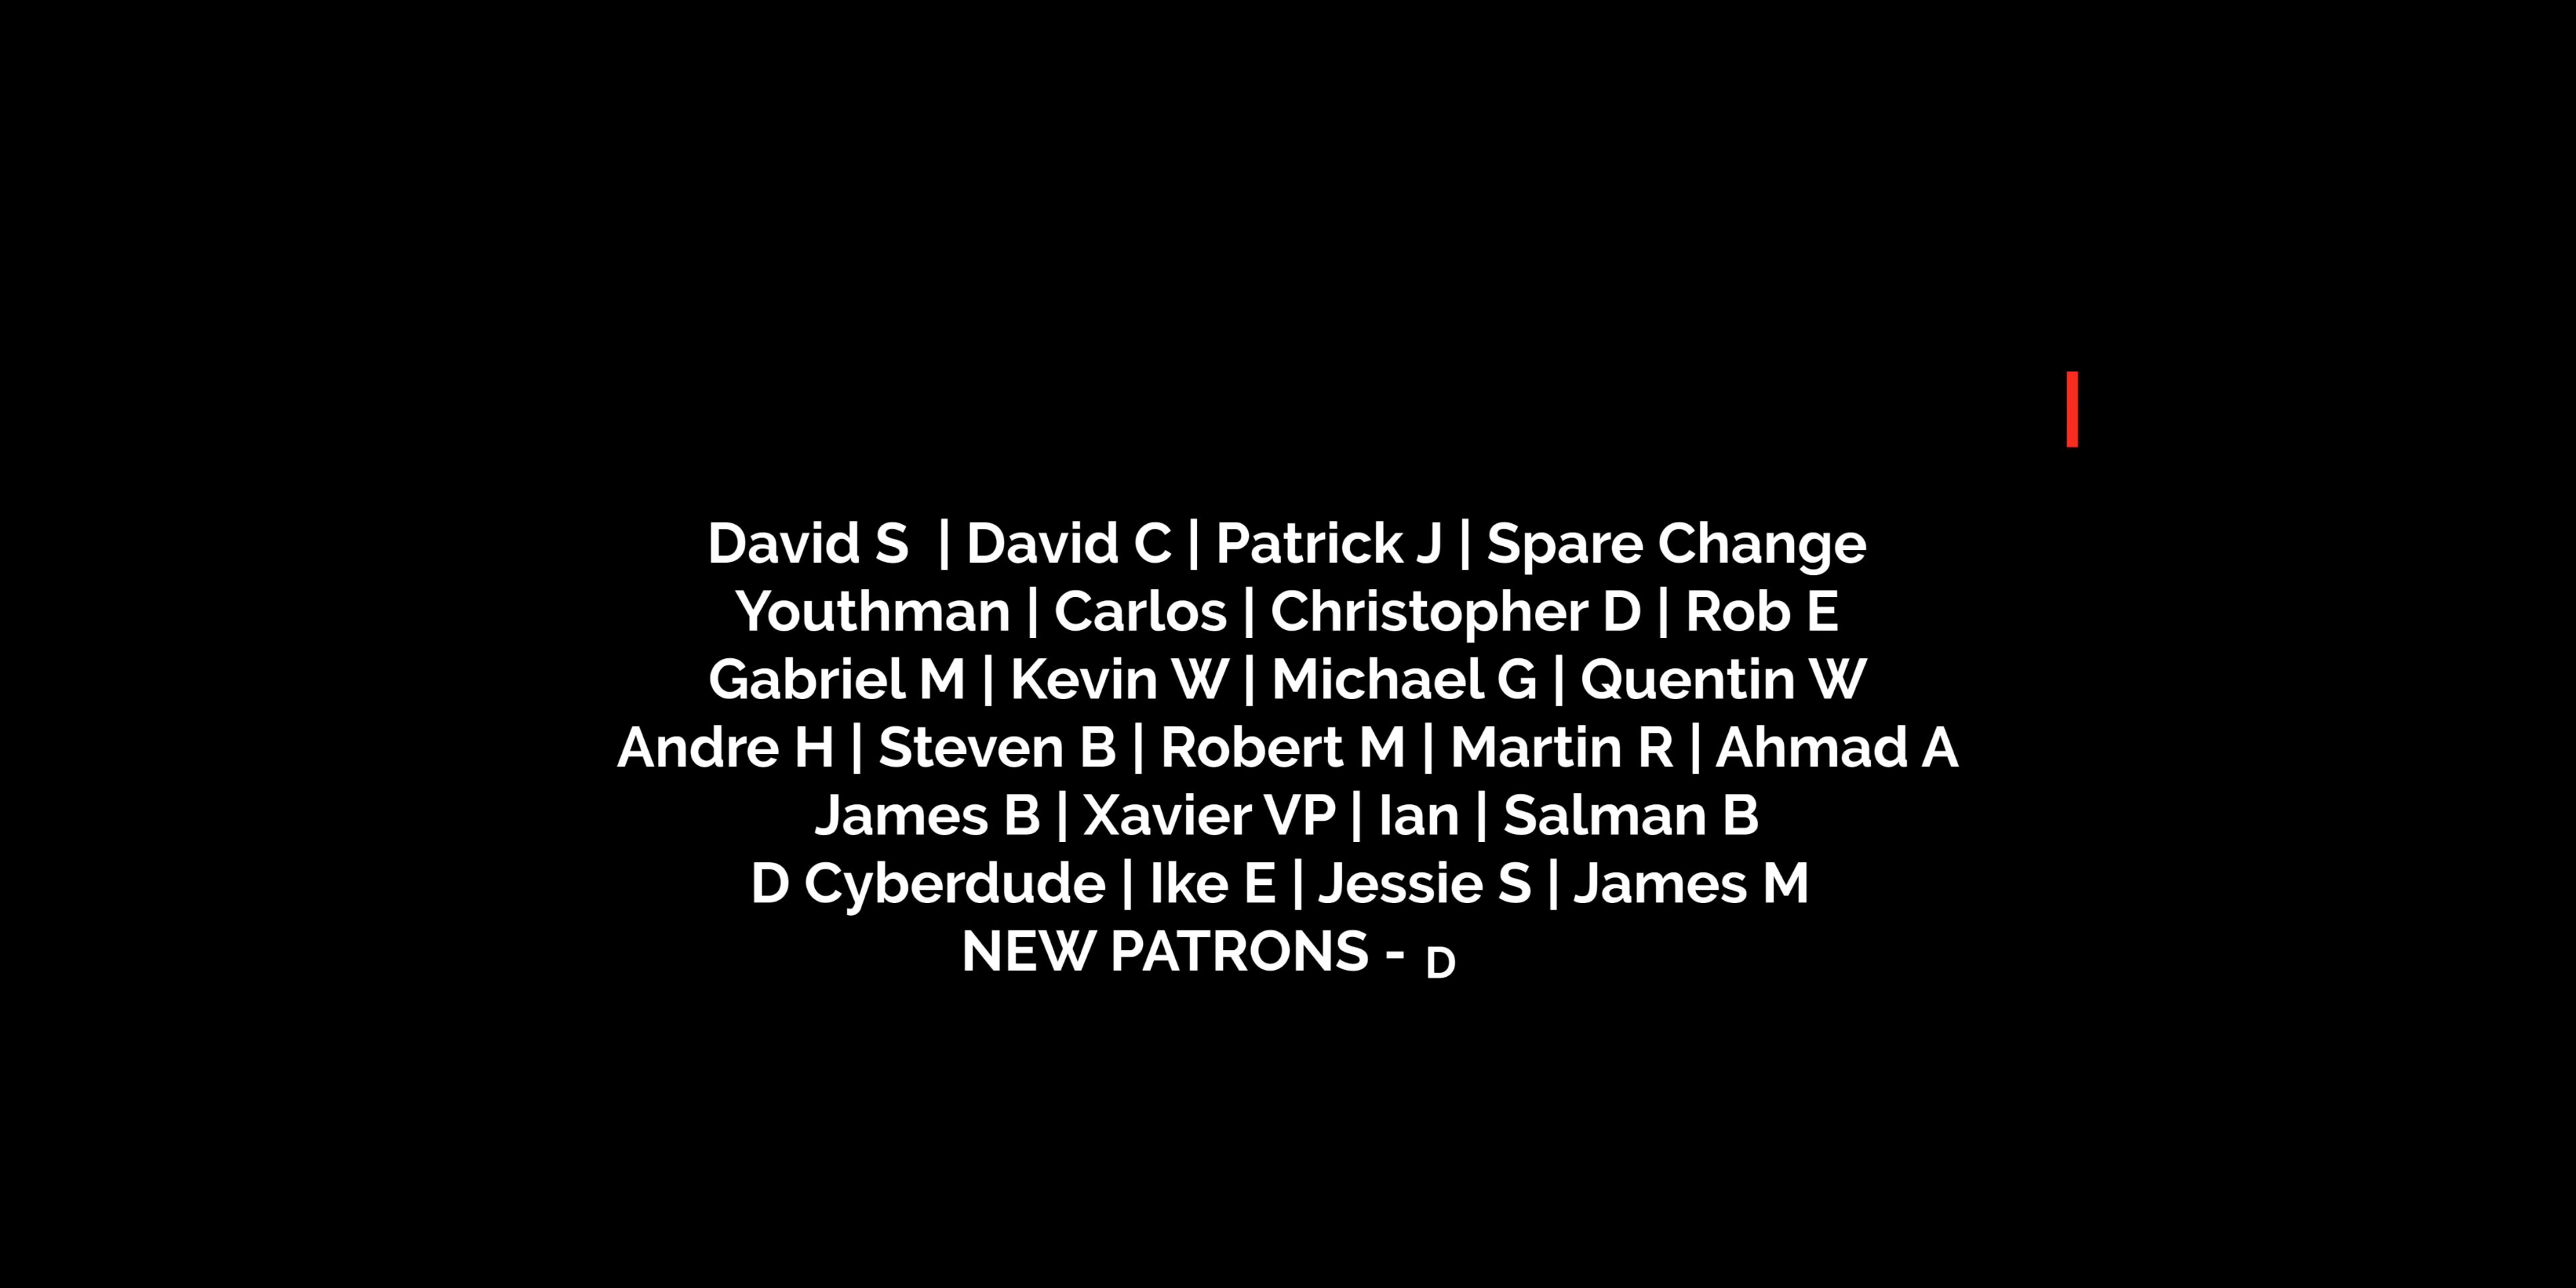 David S  | David C | Patrick J | Spare Change
Youthman | Carlos | Christopher D | Rob E
Gabriel M | Kevin W | Michael G | Quentin W
Andre H | Steven B | Robert M | Martin R | Ahmad A
James B | Xavier VP | Ian | Salman B
D Cyberdude | Ike E | Jessie S | James M
NEW PATRONS - D